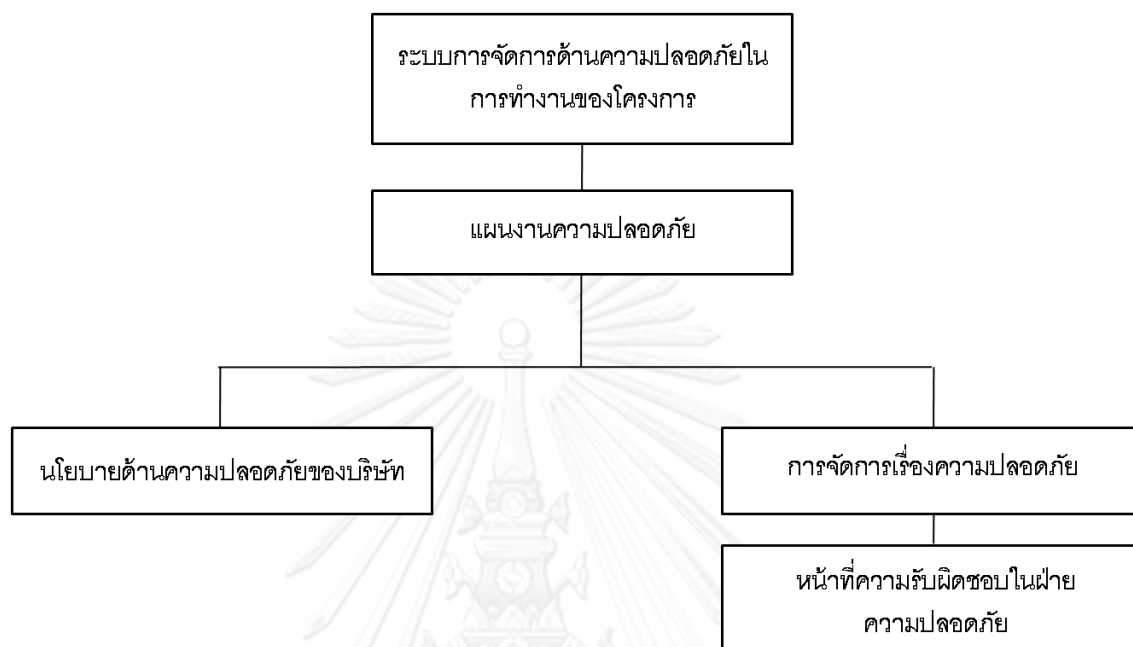 ระบบการจัดการด้านความปลอดภัยใน
การทำงานของโครงการ
แผนงานความปลอดภัย
นโยบายด้านความปลอดภัยของบริษัท
การจัดการเรื่องความปลอดภัย
หน้าที่ความรับผิดชอบในฝ่าย
ความปลอดภัย